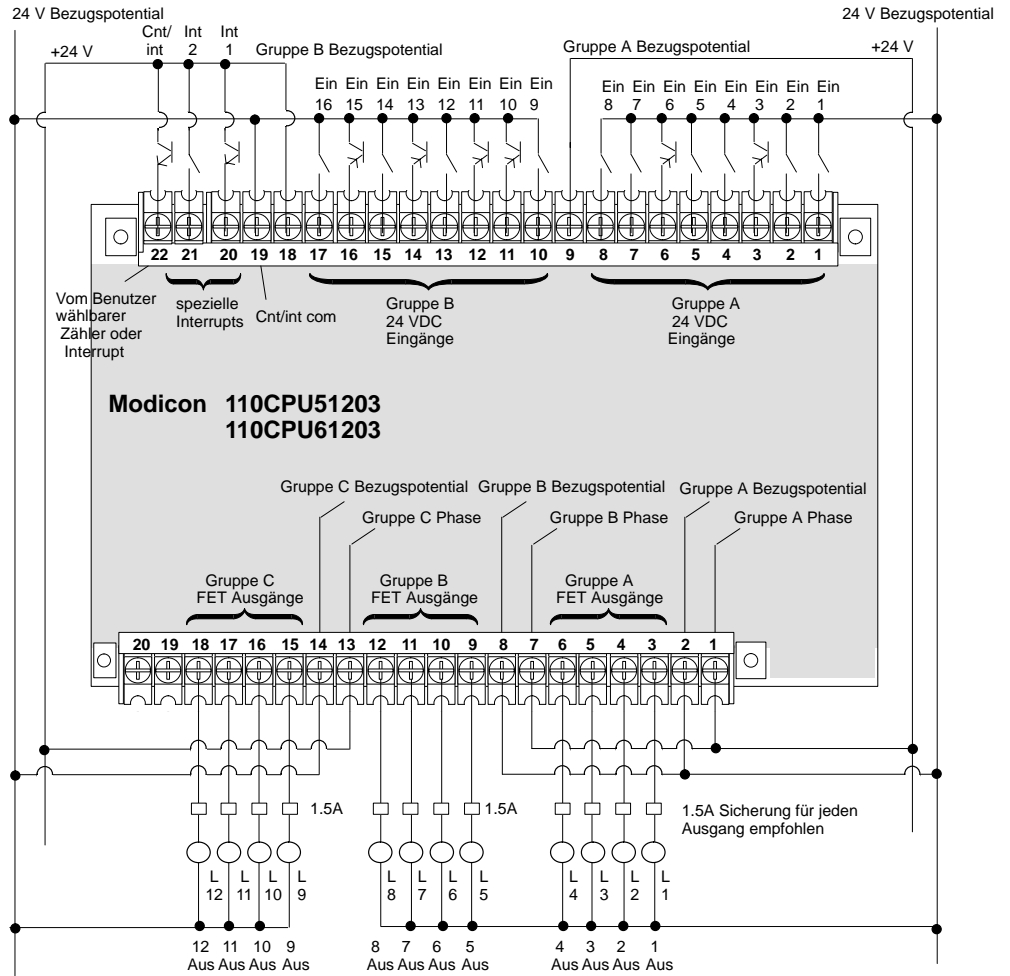 24 V Bezugspotential
24 V Bezugspotential
Cnt/ Int Int
int 2 1
+24 V
Gruppe B Bezugspotential
Gruppe A Bezugspotential
+24 V
Ein Ein Ein Ein Ein Ein Ein Ein
16 15 14 13 12 11 10 9
Ein Ein Ein Ein Ein Ein Ein Ein
8 7 6 5 4 3 2 1
22 21 20 19 18 17 16 15 14 13 12 11 10 9 8 7 6 5 4 3 2 1
Vom Benutzer
wählbarer
Zähler oder
Interrupt
spezielle
Interrupts
Cnt/int com
Gruppe B
24 VDC
Eingänge
Gruppe A
24 VDC
Eingänge
Modicon 110CPU51203
110CPU61203
Gruppe C Bezugspotential
Gruppe B Bezugspotential
Gruppe A Bezugspotential
Gruppe C Phase
Gruppe B Phase
Gruppe A Phase
Gruppe C
FET Ausgänge
Gruppe B
FET Ausgänge
Gruppe A
FET Ausgänge
20 19 18 17 16 15 14 13 12 11 10 9 8 7 6 5 4 3 2 1
1.5A
1.5A
1.5A Sicherung für jeden
Ausgang empfohlen
L L L L L L L L L L L L
12 11 10 9 8 7 6 5 4 3 2 1
12 11 10 9 8 7 6 5 4 3 2 1
Aus Aus Aus Aus Aus Aus Aus Aus Aus Aus Aus Aus